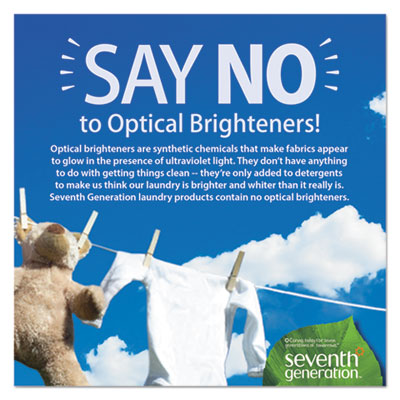 SAY NO
to Optical Brighteners!
Optical brighteners are synthetic chemicals that make fabrics appear
to glow in the presence of ultraviolet light. They don't have anything
to do with getting things clean -- they're only added to detergents
to make us think our laundry is brighter and whiter than it really is.
Seventh Generation laundry products contain no optical brighteners.
seventh
generation